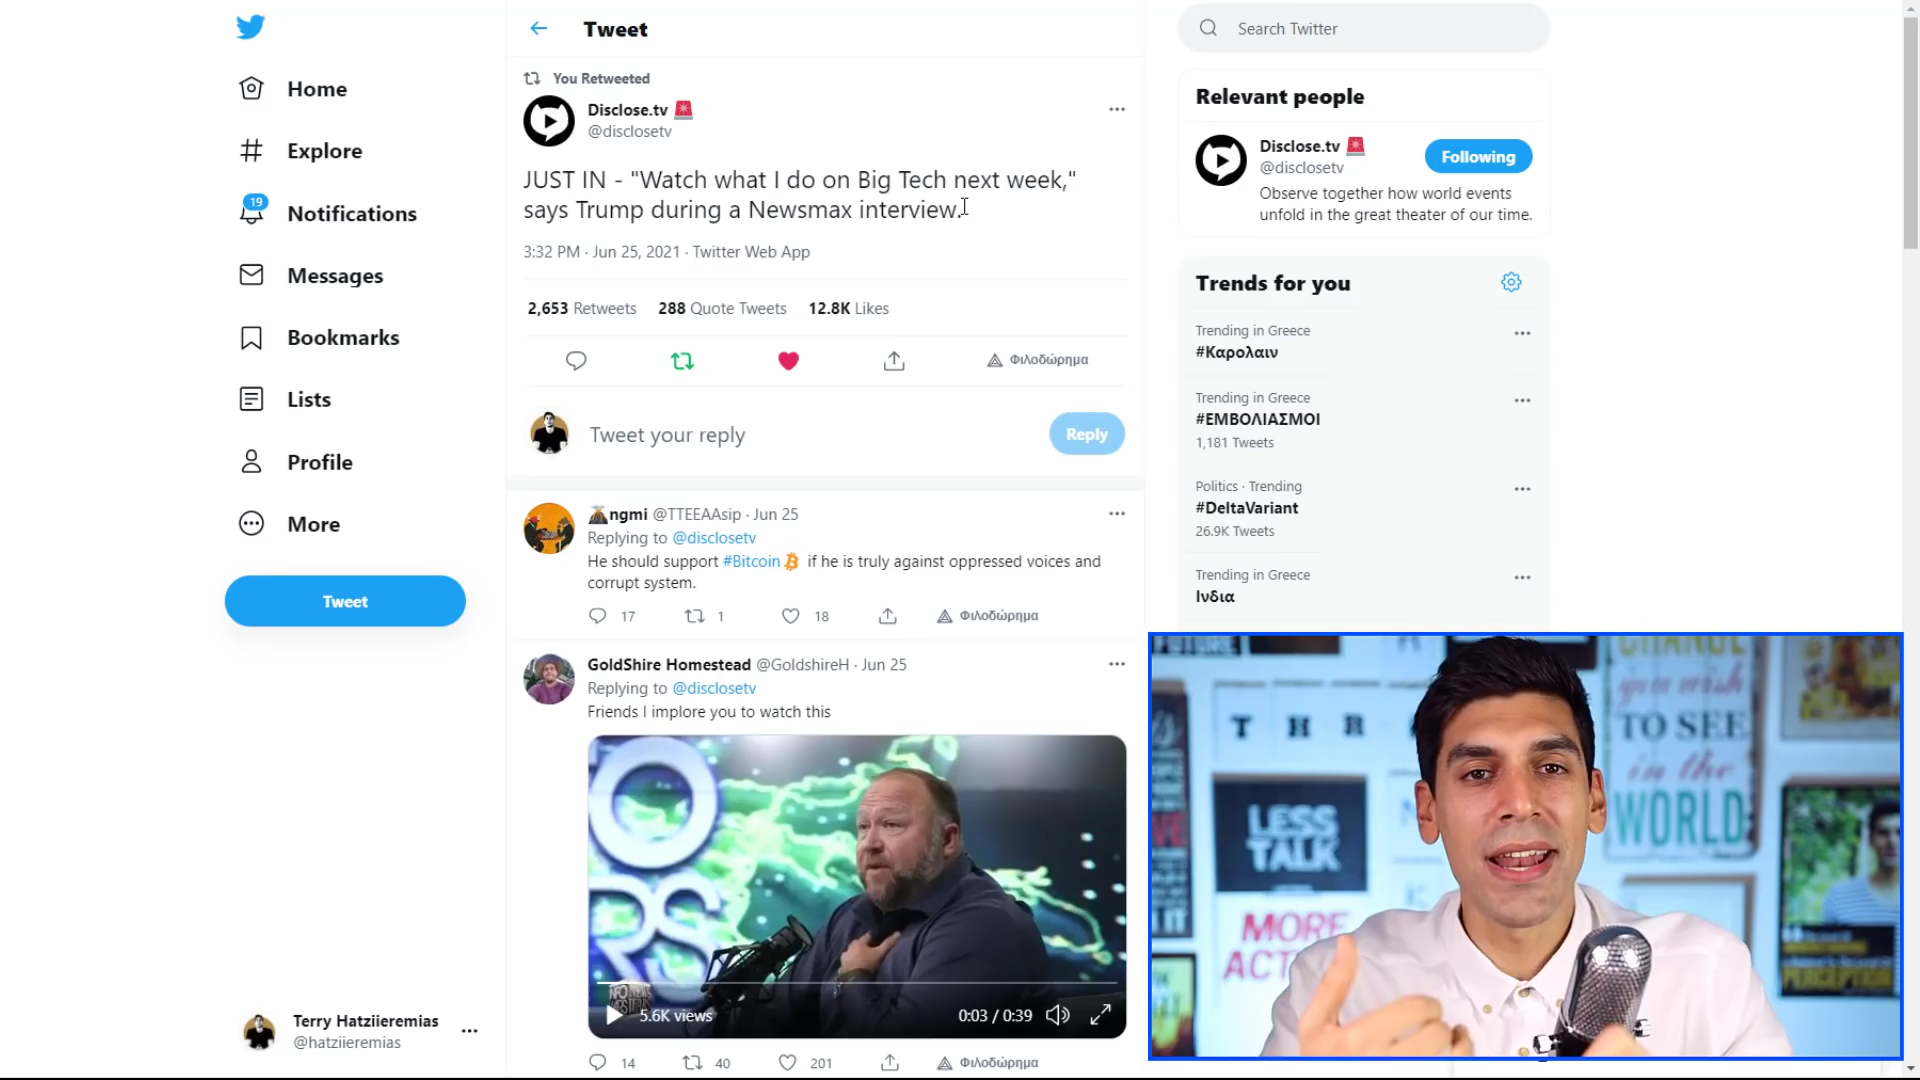 Home
Explore
19
Notifications
Messages
Bookmarks
Lists
Profile
More
Tweet
Terry Hatziieremias
@hatziieremias
Tweet
You Retweeted
Disclose.tv
@disclosetv
JUST IN - "Watch what I do on Big Tech next week,"
says Trump during a Newsmax interview.
3:32 PM · Jun 25, 2021 · Twitter Web App
2,653 Retweets 288 Quote Tweets 12.8K Likes
Φιλοδώρημα
Tweet your reply
Reply
ngmi @TTEEAAsip · Jun 25
Replying to @disclosetv
He should support #Bitcoin if he is truly against oppressed voices and
corrupt system.
17 1 18 Φιλοδώρημα
GoldShire Homestead @GoldshireH · Jun 25
Replying to @disclosetv
Friends I implore you to watch this
5.6K views 0:03 / 0:39
14 40 201 Φιλοδώρημα
Search Twitter
Relevant people
Disclose.tv
@disclosetv
Following
Observe together how world events
unfold in the great theater of our time.
Trends for you
Trending in Greece
#Καρολαιν
Trending in Greece
#ΕΜΒΟΛΙΑΣΜΟΙ
1,181 Tweets
Politics · Trending
#DeltaVariant
26.9K Tweets
Trending in Greece
Ινδια
FUTURE
CHANGE
you wish
TO SEE
in the
WORLD
T H R
LESS
TALK
MORE
PERCEPTION